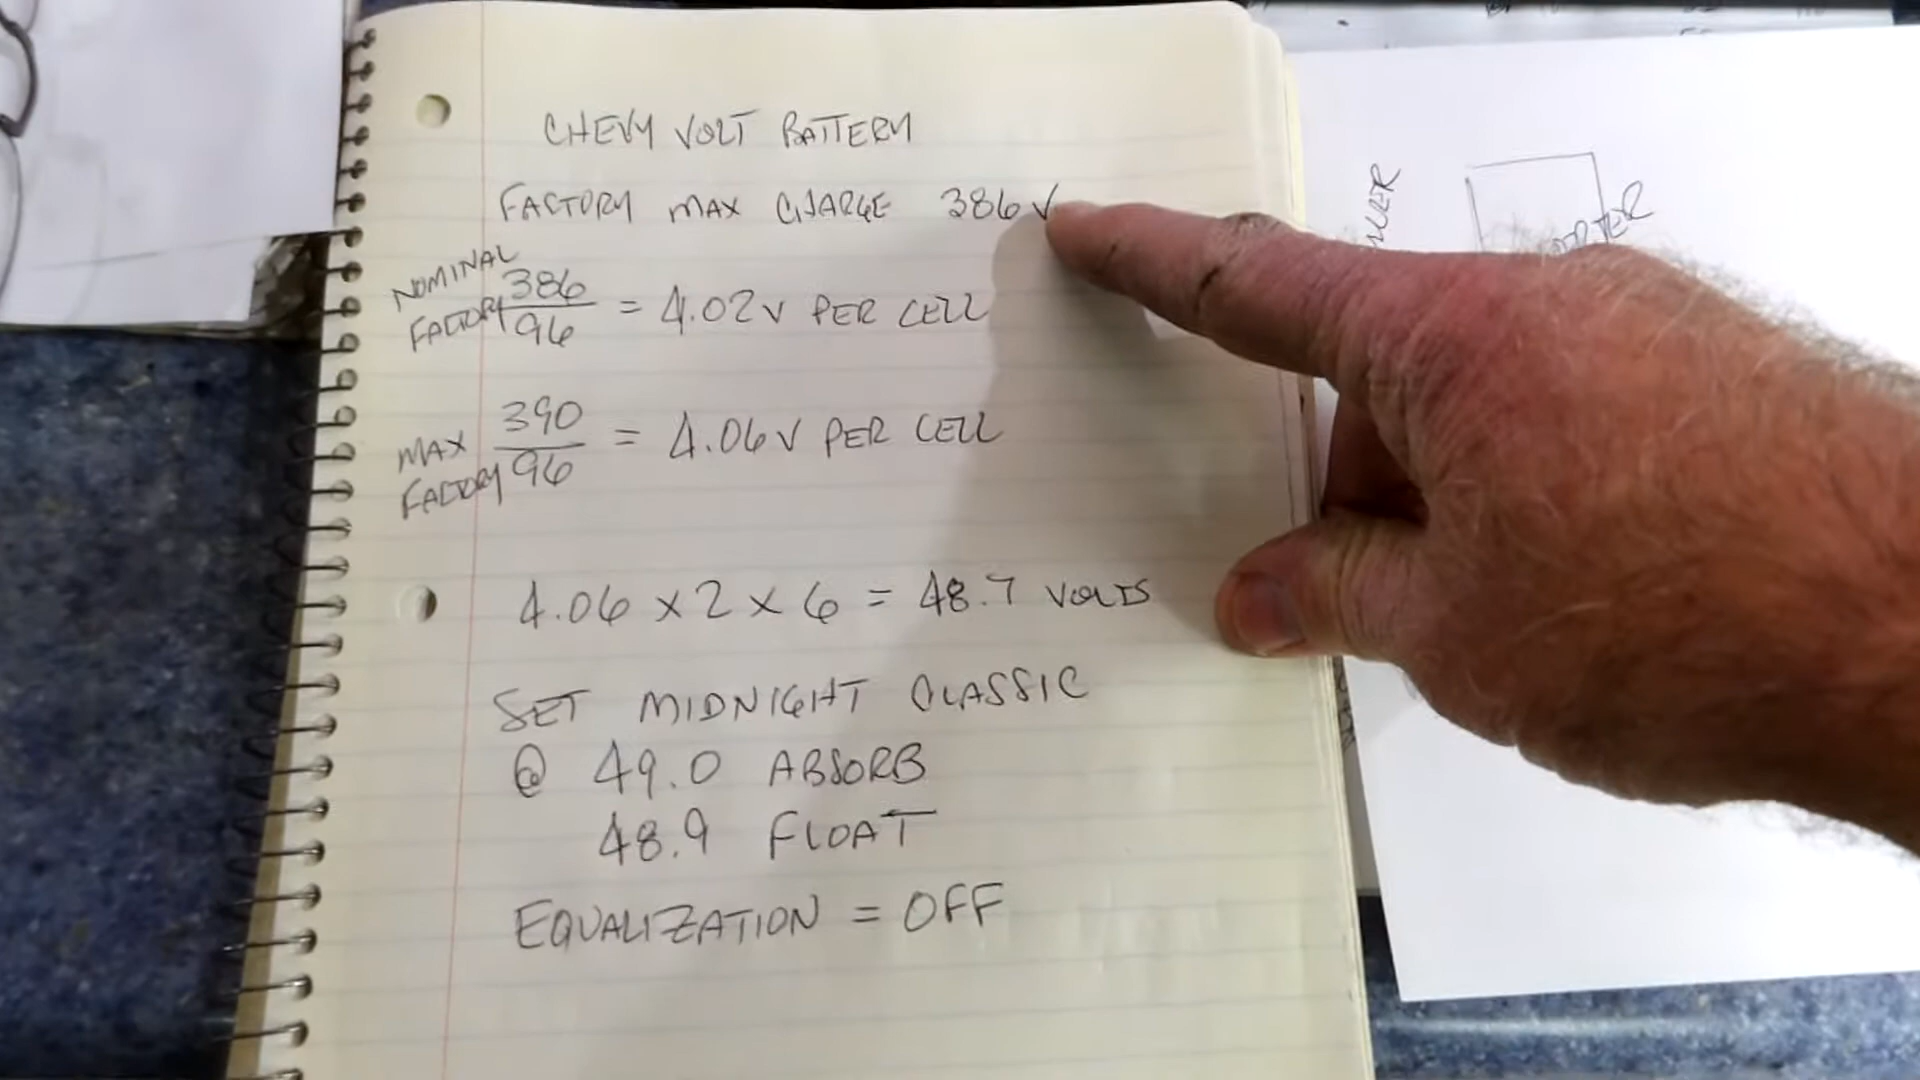 CHEVY VOLT BATTERY
FACTORY MAX CHARGE 386 V
NOMINAL FACTORY 386/96 = 4.02V PER CELL
MAX FACTORY 390/96 = 4.06V PER CELL
4.06 x 2 x 6 = 48.7 VOLTS
SET MIDNIGHT CLASSIC
@ 49.0 ABSORB
48.9 FLOAT
EQUALIZATION = OFF